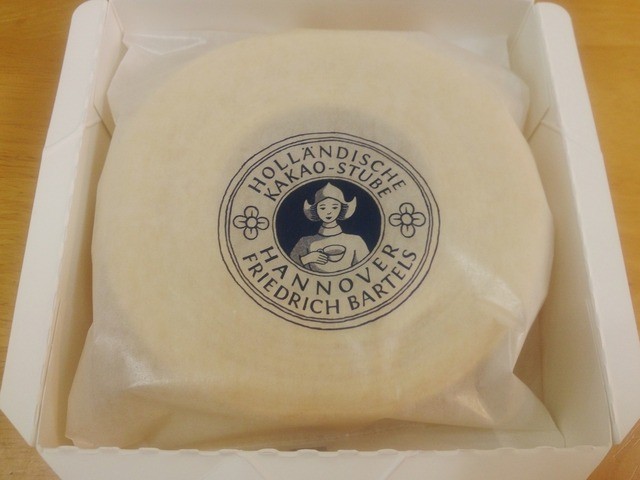 HOLLÄNDISCHE
KAKAO-STUBE
HANNOVER
FRIEDRICH BARTELS